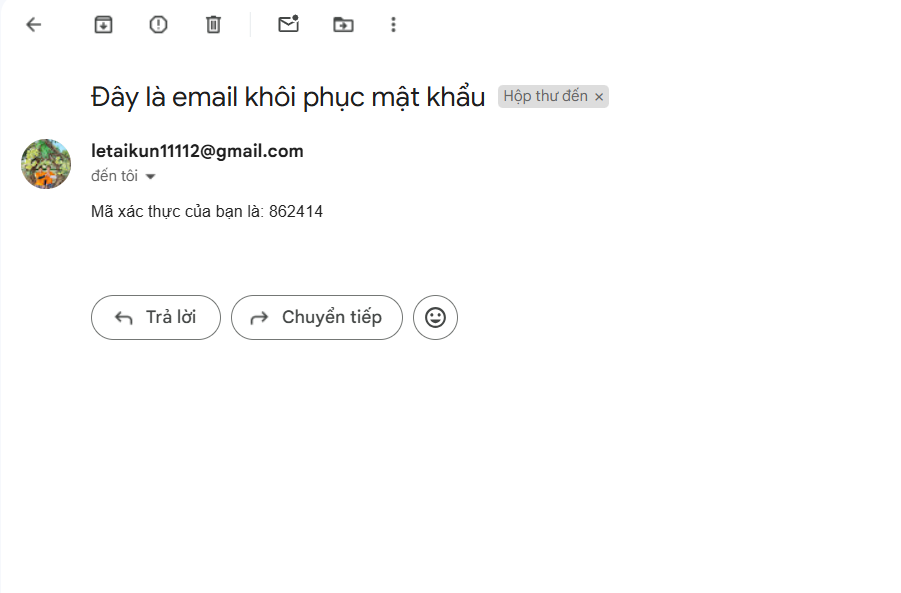 Đây là email khôi phục mật khẩu Hộp thư đến ×
letaikun11112@gmail.com
đến tôi
Mã xác thực của bạn là: 862414
Trả lời Chuyển tiếp